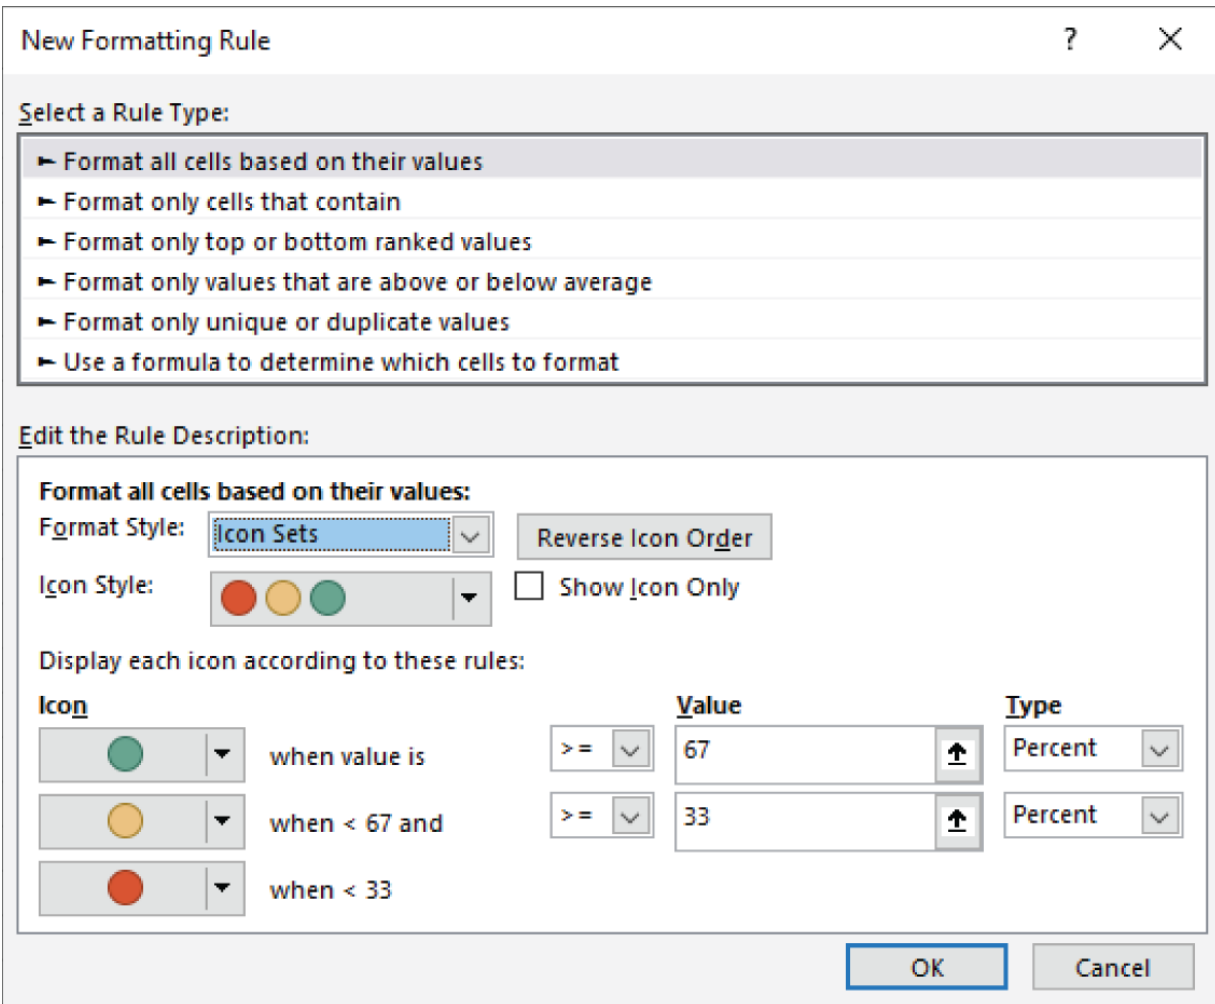 New Formatting Rule ?
Select a Rule Type:
► Format all cells based on their values
► Format only cells that contain
► Format only top or bottom ranked values
► Format only values that are above or below average
► Format only unique or duplicate values
► Use a formula to determine which cells to format
Edit the Rule Description:
Format all cells based on their values:
Format Style: Icon Sets Reverse Icon Order
Icon Style: Show Icon Only
Display each icon according to these rules:
Icon Value Type
when value is >= 67 Percent
when < 67 and >= 33 Percent
when < 33
OK Cancel